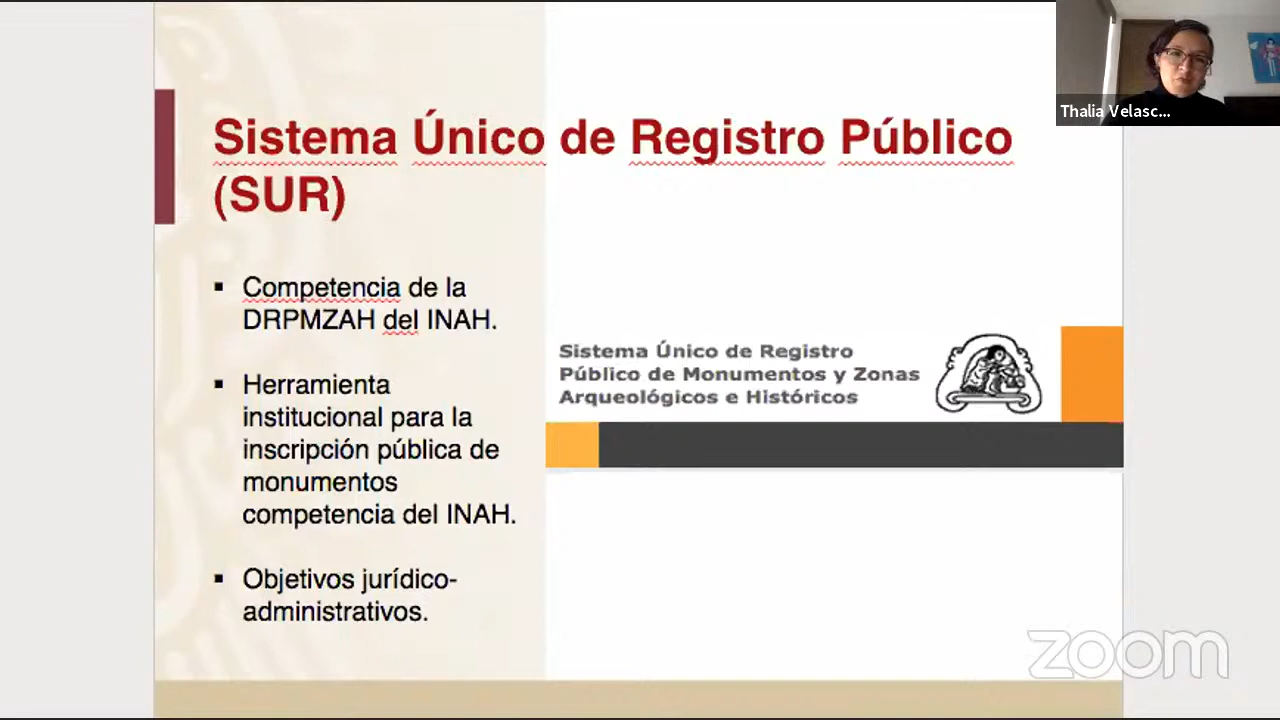 Thalia Velasc...
Sistema Único de Registro Público
(SUR)
▪ Competencia de la
DRPMZAH del INAH.
▪ Herramienta
institucional para la
inscripción pública de
monumentos
competencia del INAH.
▪ Objetivos jurídico-
administrativos.
Sistema Único de Registro
Público de Monumentos y Zonas
Arqueológicos e Históricos
zoom